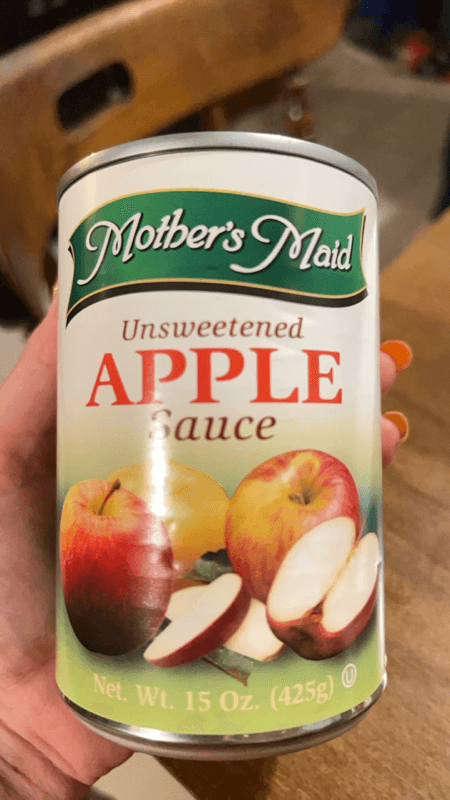 Mother's Maid
Unsweetened
APPLE
Sauce
Net. Wt. 15 Oz. (425g) Ⓤ